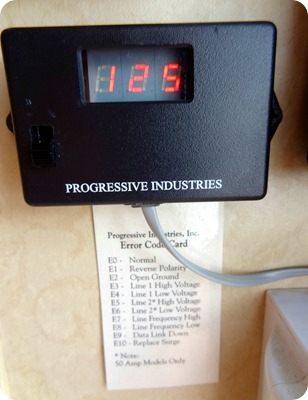 125
PROGRESSIVE INDUSTRIES
Progressive Industries, Inc.
Error Code Card
E0 - Normal
E1 - Reverse Polarity
E2 - Open Ground
E3 - Line 1 High Voltage
E4 - Line 1 Low Voltage
E5 - Line 2* High Voltage
E6 - Line 2* Low Voltage
E7 - Line Frequency High
E8 - Line Frequency Low
E9 - Data Link Down
E10 - Replace Surge
* Note:
50 Amp Models Only